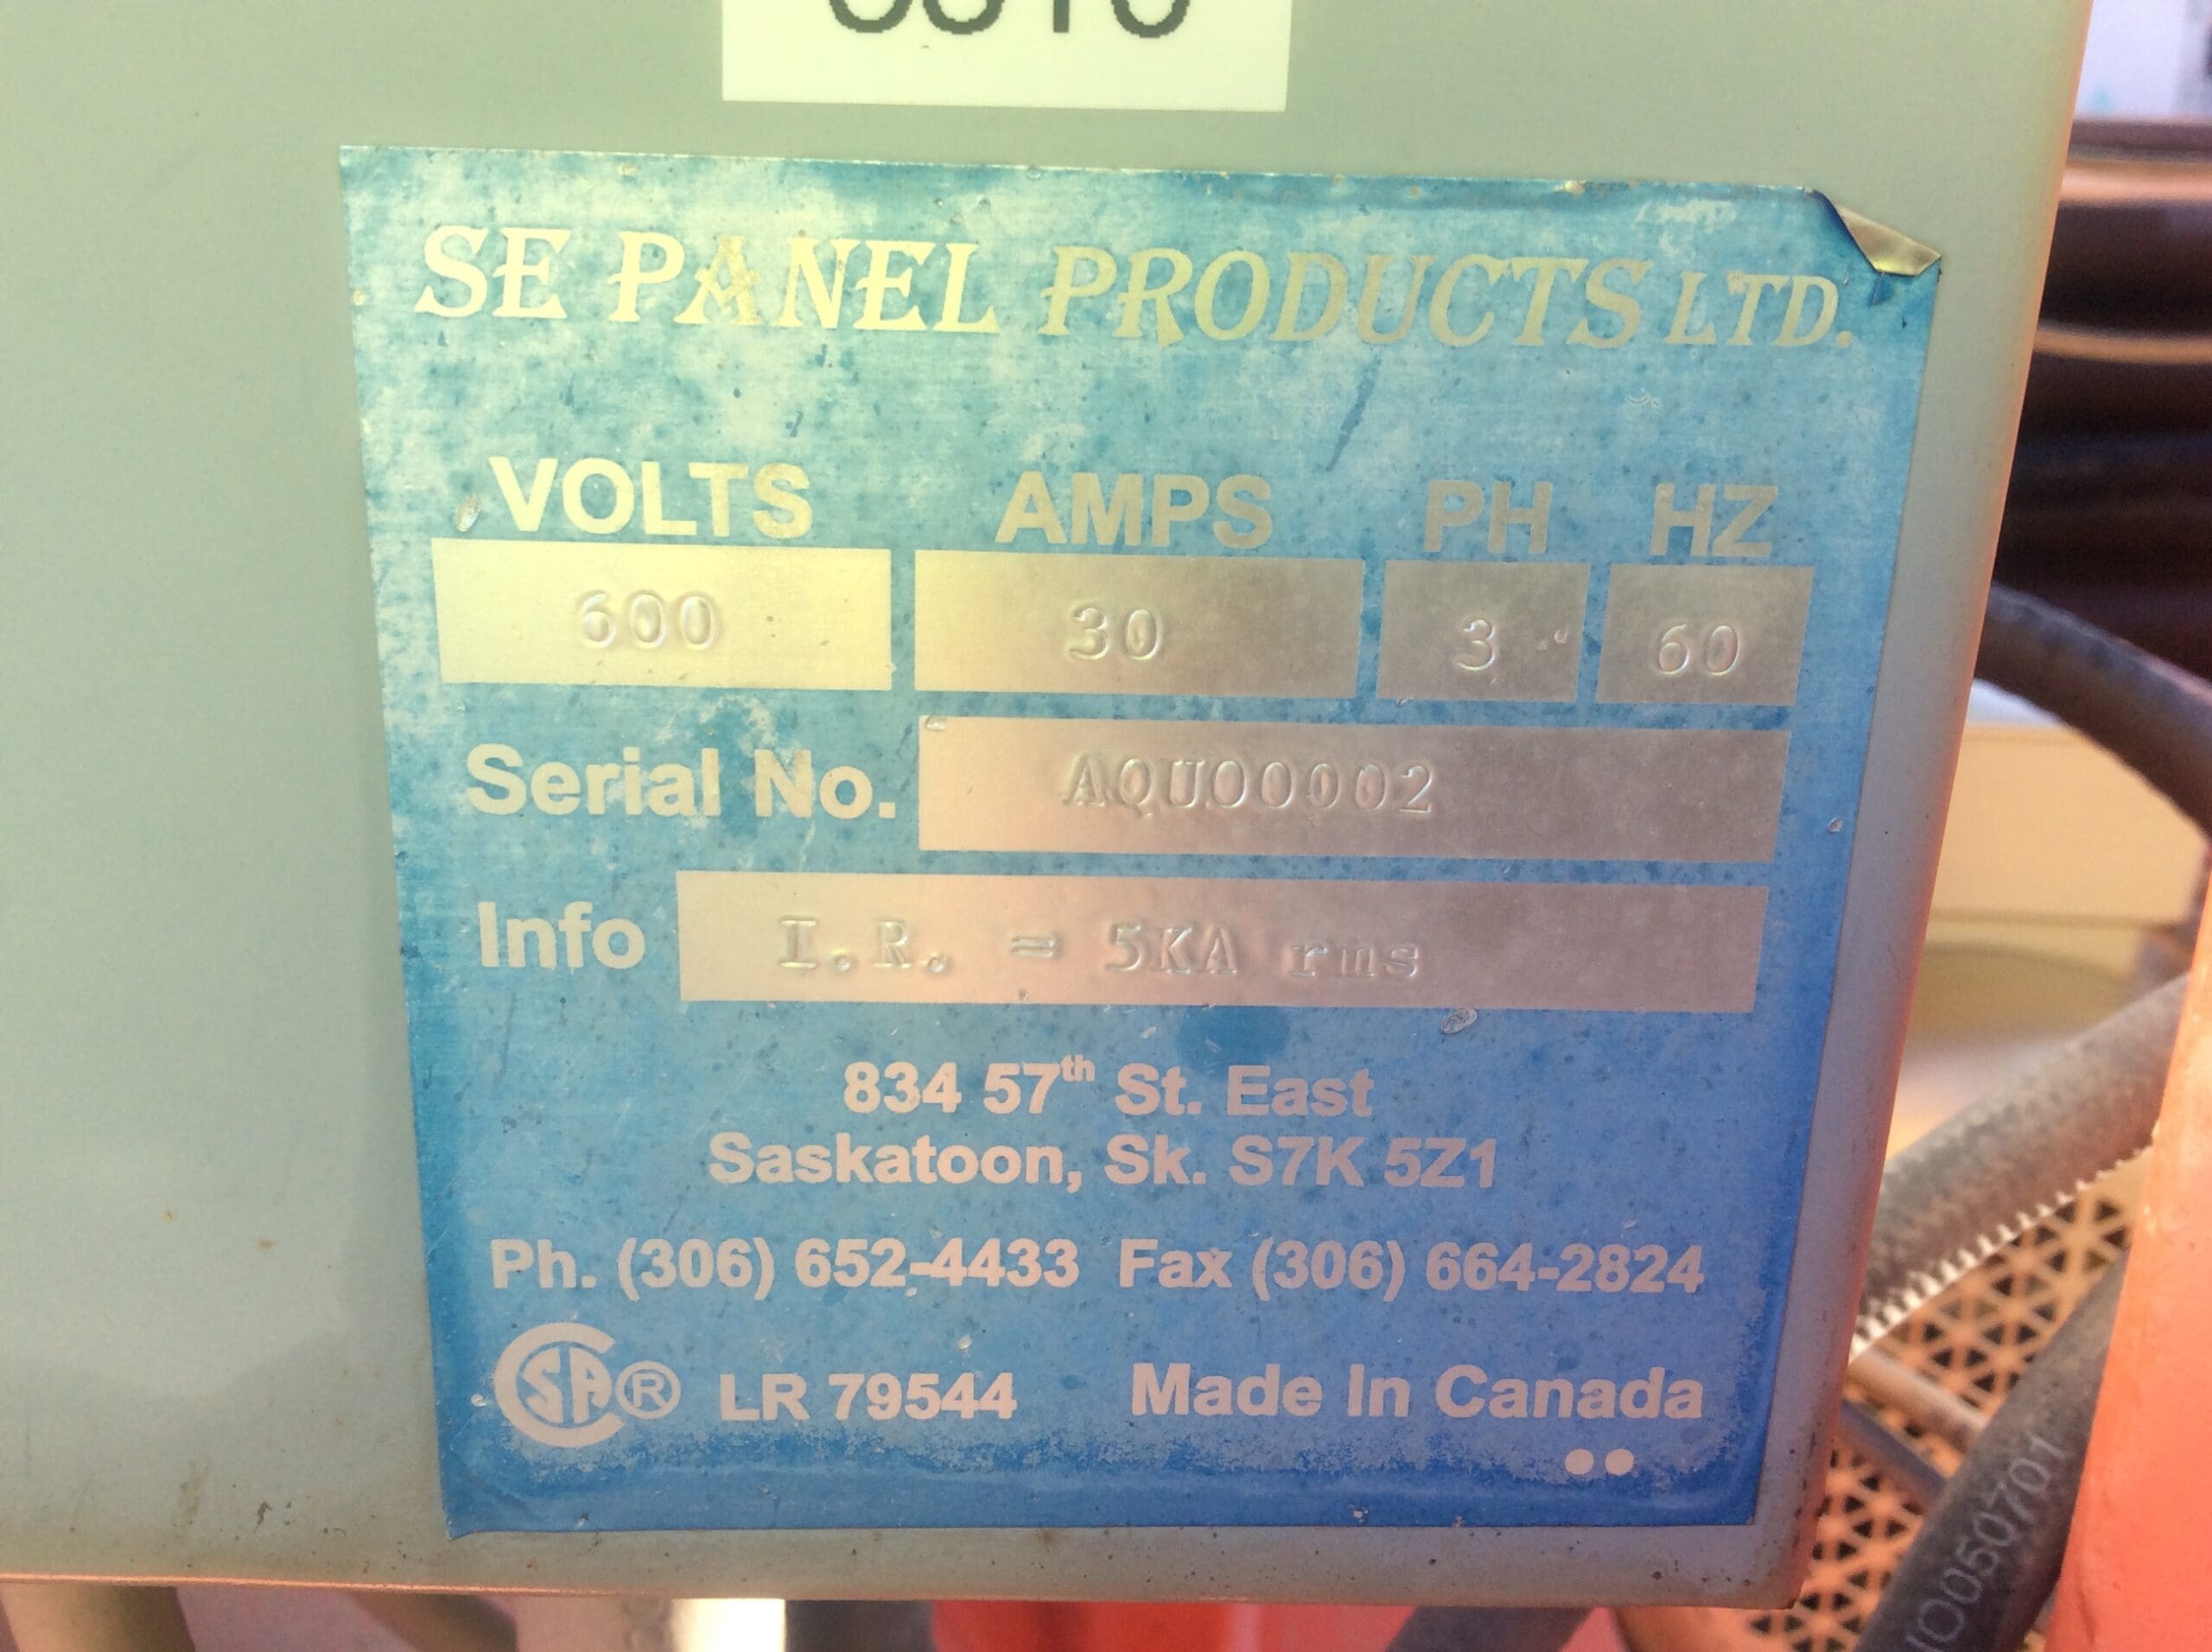 SE PANEL PRODUCTS LTD.
VOLTS AMPS PH HZ
600 30 3 60
Serial No. AQU00002
Info I.R. = 5KA rms
834 57th St. East
Saskatoon, Sk. S7K 5Z1
Ph. (306) 652-4433 Fax (306) 664-2824
CSA ® LR 79544 Made In Canada